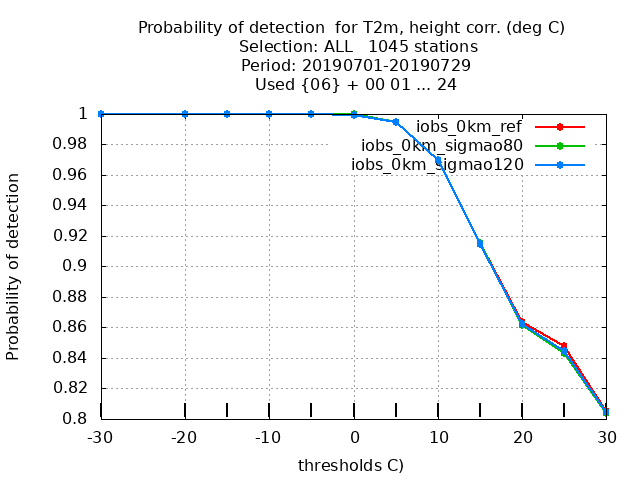 Probability of detection  for T2m, height corr. (deg C)
Selection: ALL   1045 stations
Period: 20190701-20190729
Used {06} + 00 01 ... 24
iobs_0km_ref
iobs_0km_sigmao80
iobs_0km_sigmao120
Probability of detection
1
0.98
0.96
0.94
0.92
0.9
0.88
0.86
0.84
0.82
0.8
-30 -20 -10 0 10 20 30
thresholds C)